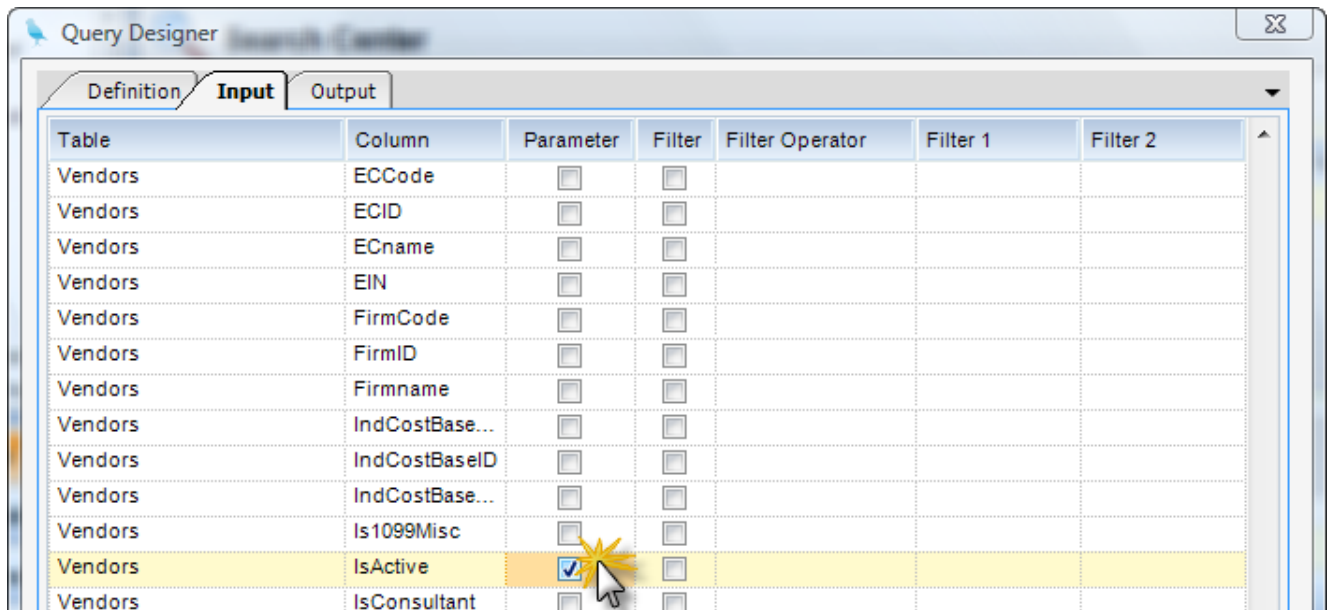 Query Designer
Search Center
Definition Input Output
Table Column Parameter Filter Filter Operator Filter 1 Filter 2
Vendors ECCode
Vendors ECID
Vendors ECname
Vendors EIN
Vendors FirmCode
Vendors FirmID
Vendors Firmname
Vendors IndCostBase...
Vendors IndCostBaseID
Vendors IndCostBase...
Vendors Is1099Misc
Vendors IsActive
Vendors IsConsultant